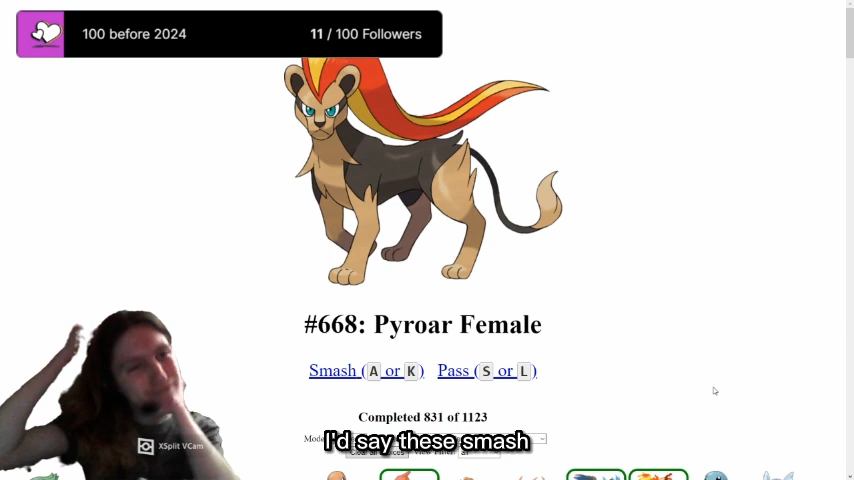 100 before 2024
11 / 100 Followers
#668: Pyroar Female
Smash (A or K) Pass (S or L)
Completed 831 of 1123
I'd say these smash
XSplit VCam